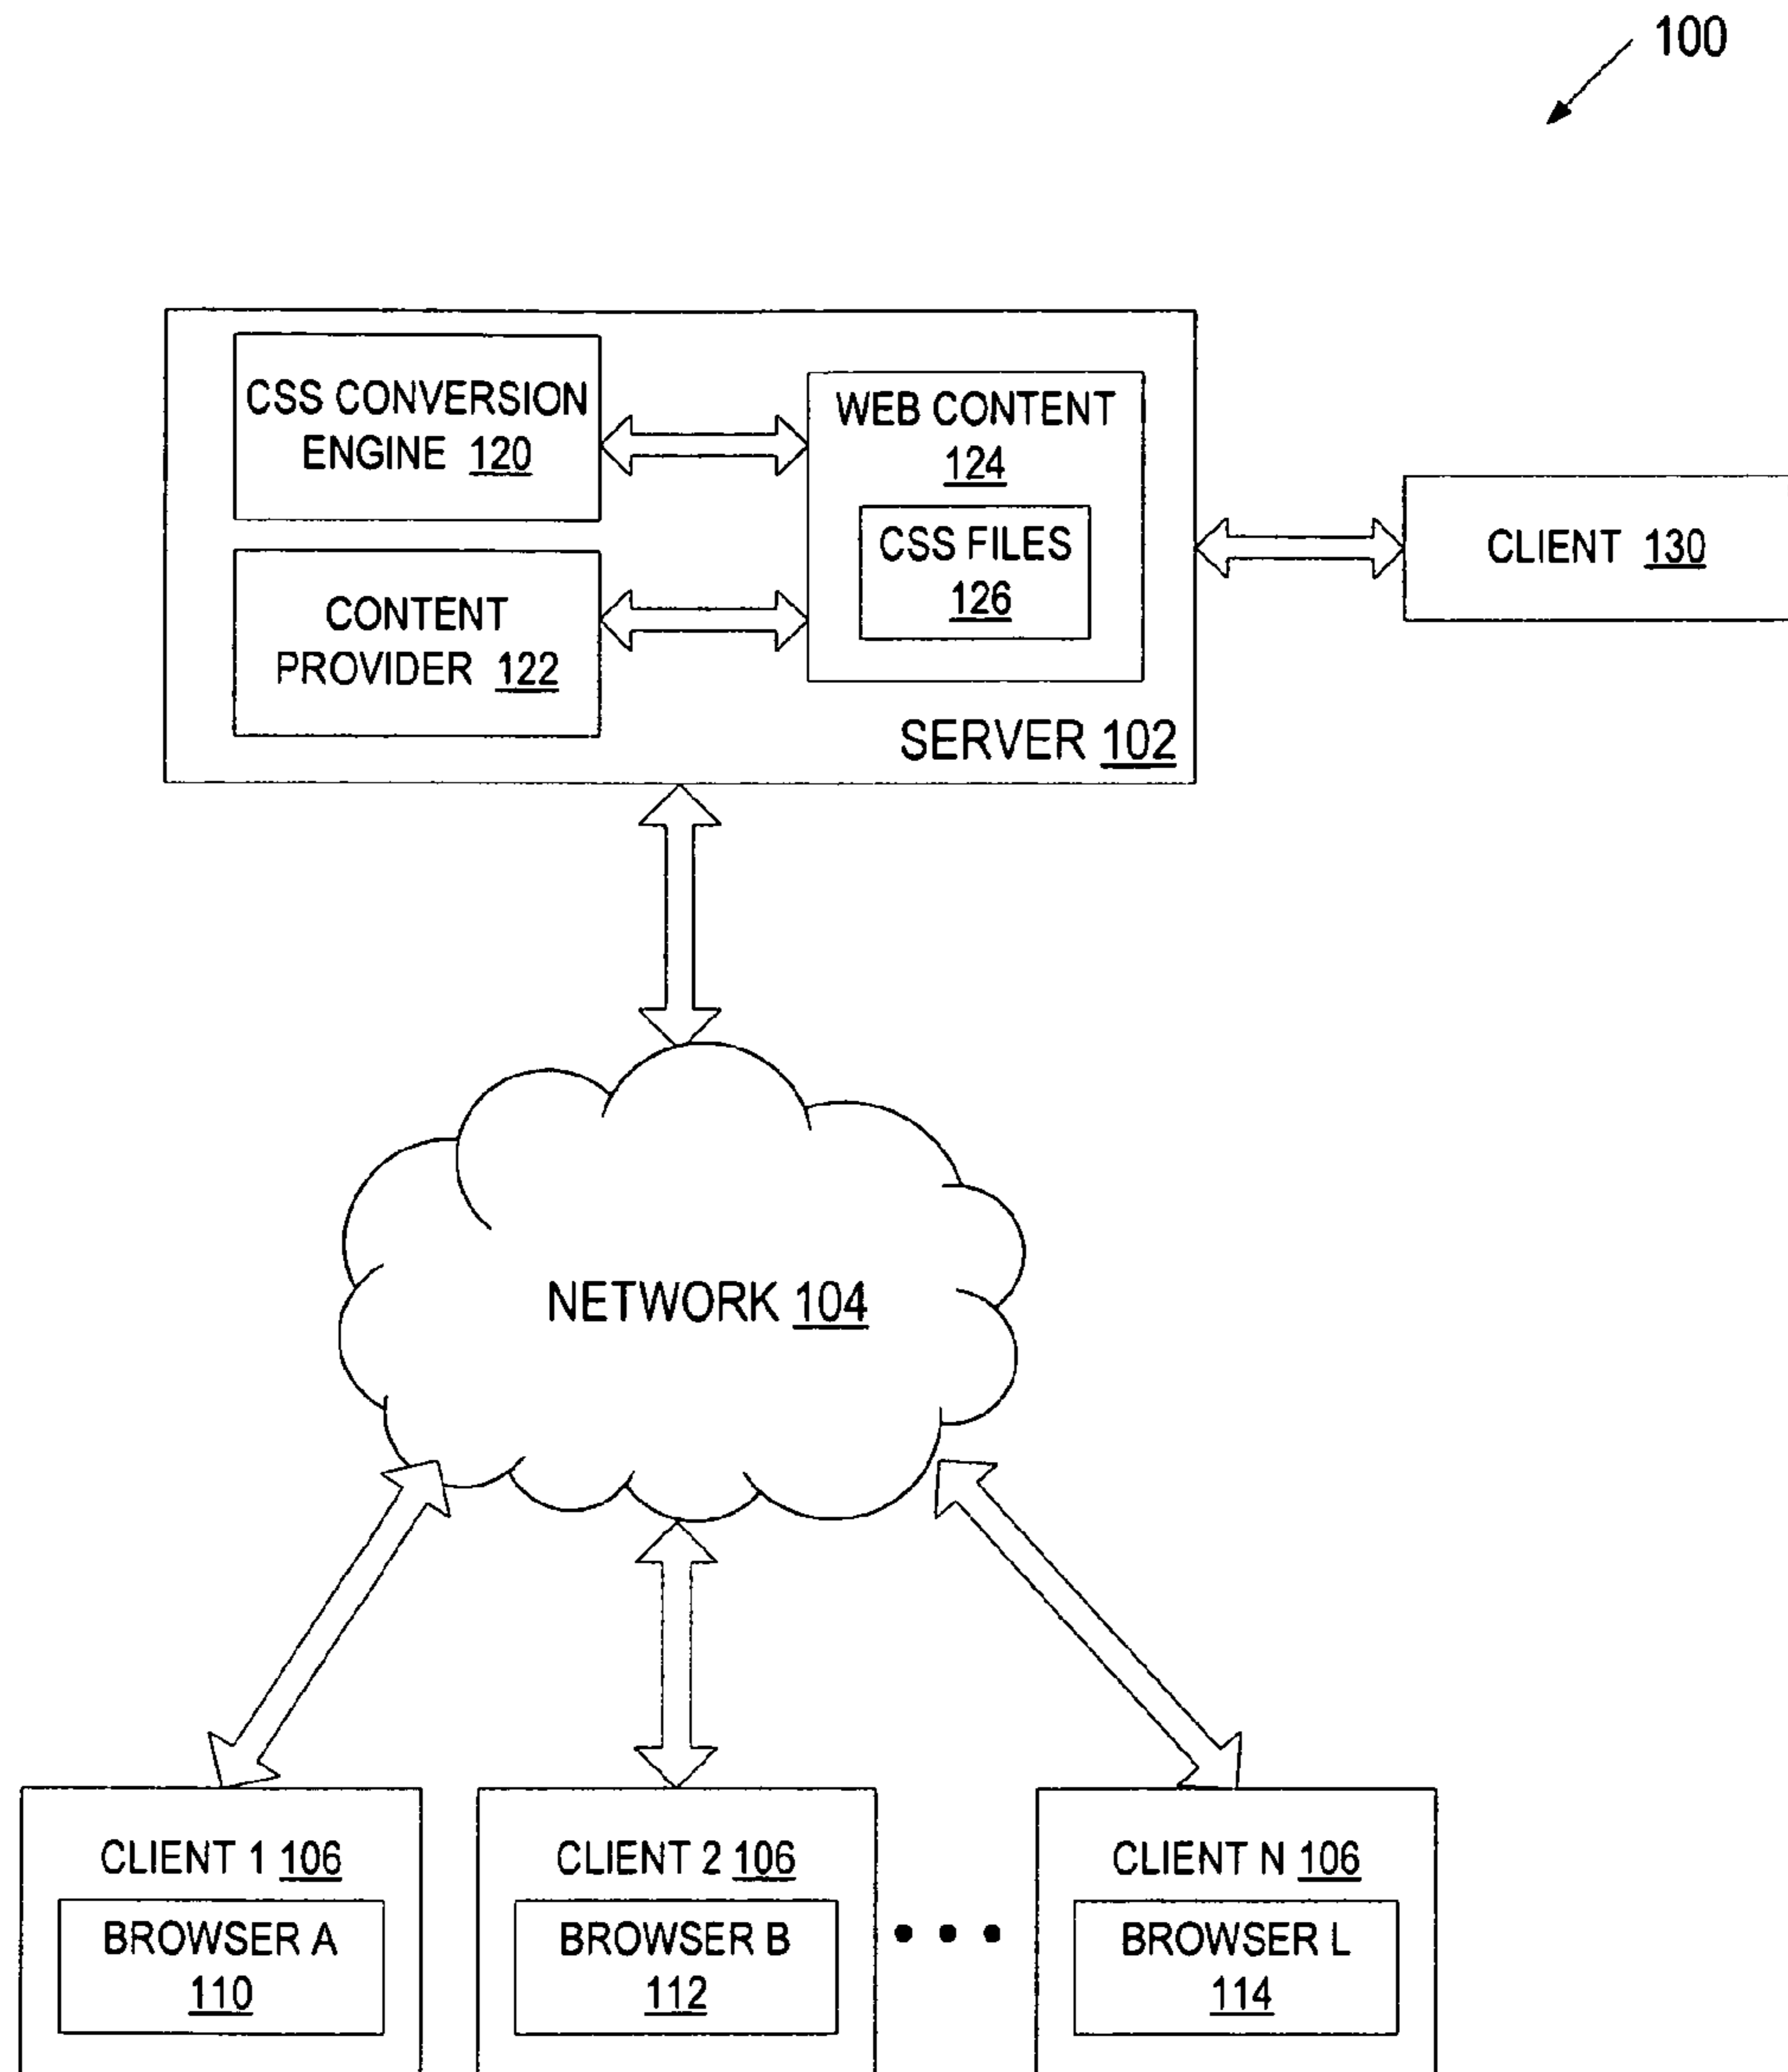 100
CSS CONVERSION
ENGINE 120
WEB CONTENT
124
CSS FILES
126
CONTENT
PROVIDER 122
SERVER 102
CLIENT 130
NETWORK 104
CLIENT 1 106
BROWSER A
110
CLIENT 2 106
BROWSER B
112
CLIENT N 106
BROWSER L
114